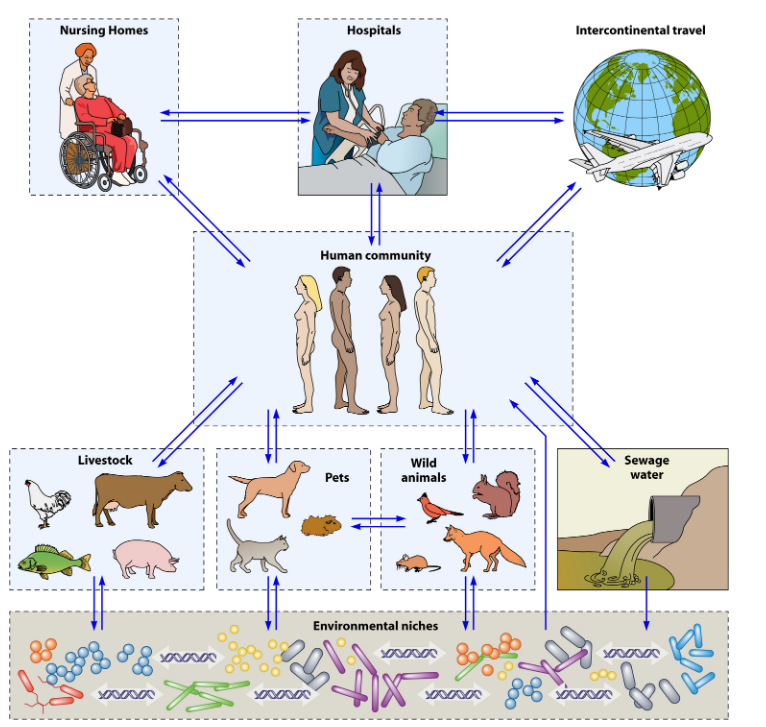 Nursing Homes
Hospitals
Intercontinental travel
Human community
Livestock
Pets
Wild
animals
Sewage
water
Environmental niches